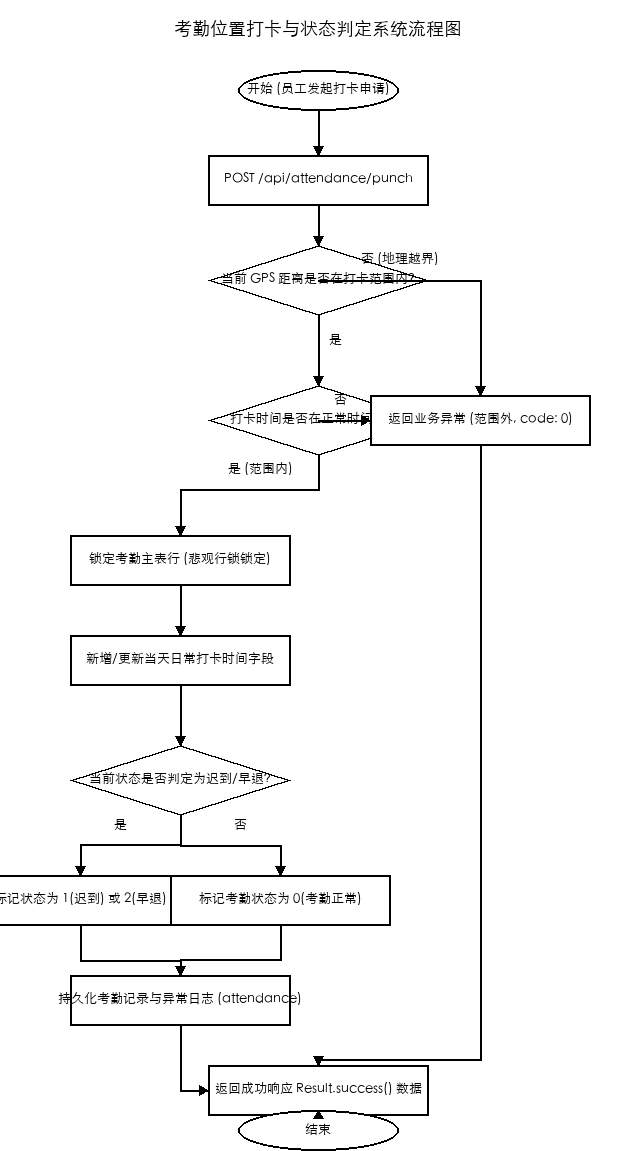 考勤位置打卡与状态判定系统流程图
开始 (员工发起打卡申请)
POST /api/attendance/punch
否 (地理越界)
当前 GPS 距离是否在打卡范围内?
是
否
打卡时间是否在正常时间
返回业务异常 (范围外, code: 0)
是 (范围内)
锁定考勤主表行 (悲观行锁锁定)
新增/更新当天日常打卡时间字段
当前状态是否判定为迟到/早退?
是
否
标记状态为 1(迟到) 或 2(早退)
标记考勤状态为 0(考勤正常)
持久化考勤记录与异常日志 (attendance)
返回成功响应 Result.success() 数据
结束